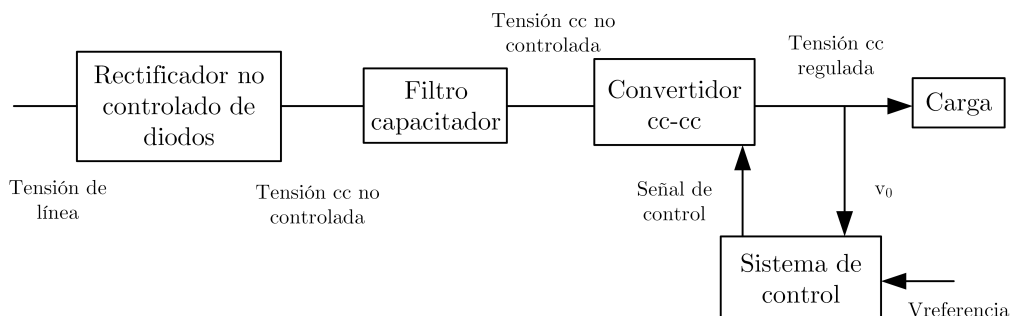 Tensión cc no
controlada
Tensión cc
regulada
Rectificador no
controlado de
diodos
Filtro
capacitador
Convertidor
cc-cc
Carga
Tensión de
línea
Tensión cc no
controlada
Señal de
control
v₀
Sistema de
control
Vreferencia